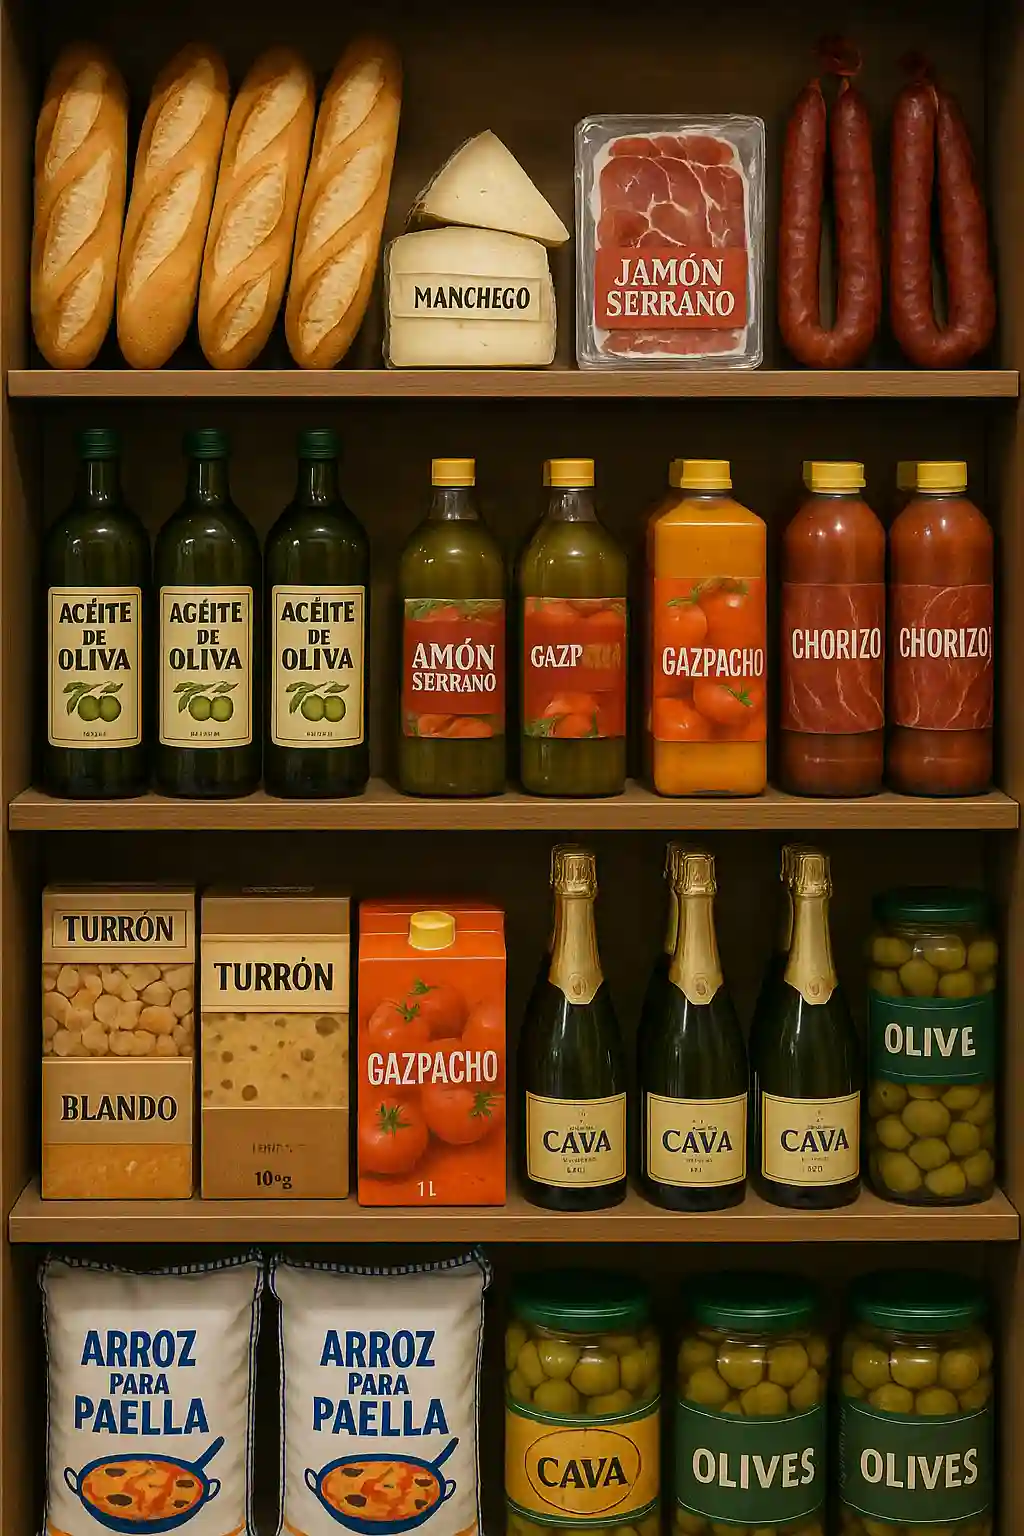 MANCHEGO
JAMÓN
SERRANO
ACÉITE
DE
OLIVA
AGÉITE
DE
OLIVA
ACÉITE
DE
OLIVA
AMÓN
SERRANO
GAZP
GAZPACHO
CHORIZO
CHORIZO
TURRÓN
BLANDO
TURRÓN
10ºg
GAZPACHO
1L
CAVA
CAVA
CAVA
OLIVE
ARROZ
PARA
PAELLA
ARROZ
PARA
PAELLA
CAVA
OLIVES
OLIVES